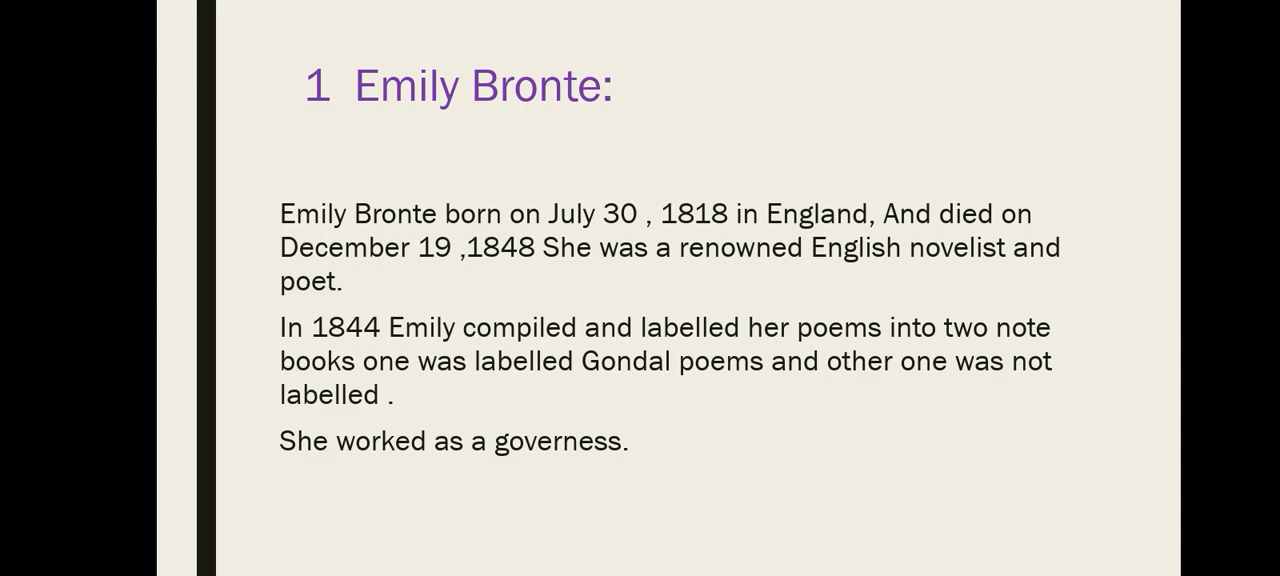 1 Emily Bronte:
Emily Bronte born on July 30 , 1818 in England, And died on
December 19 ,1848 She was a renowned English novelist and
poet.
In 1844 Emily compiled and labelled her poems into two note
books one was labelled Gondal poems and other one was not
labelled .
She worked as a governess.